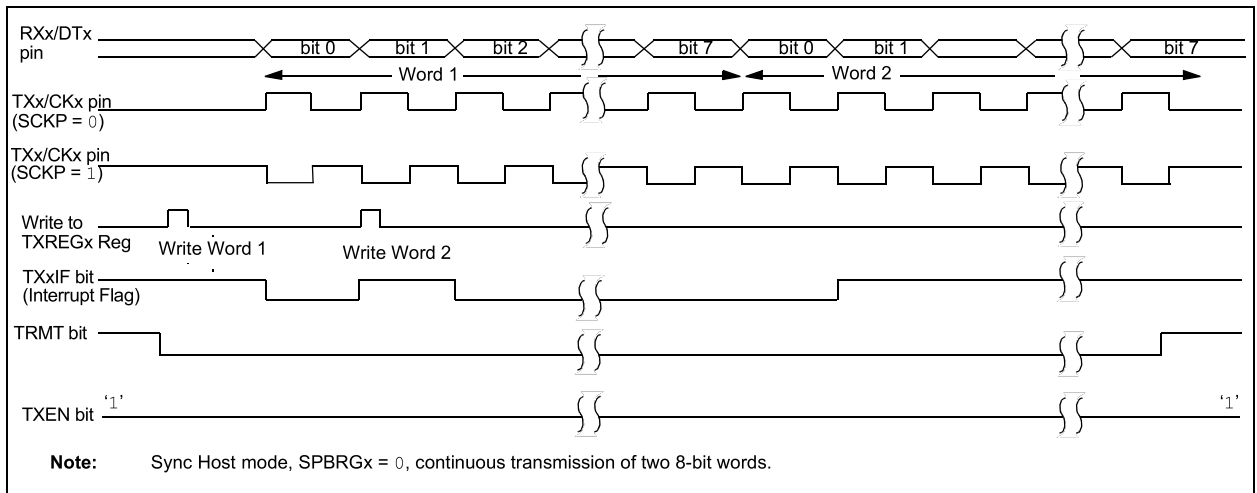 RXx/DTx
pin
bit 0 bit 1 bit 2 bit 7 bit 0 bit 1 bit 7
Word 1 Word 2
TXx/CKx pin
(SCKP = 0)
TXx/CKx pin
(SCKP = 1)
Write to
TXREGx Reg
Write Word 1 Write Word 2
TXxIF bit
(Interrupt Flag)
TRMT bit
TXEN bit
‘1’ ‘1’
Note: Sync Host mode, SPBRGx = 0, continuous transmission of two 8-bit words.